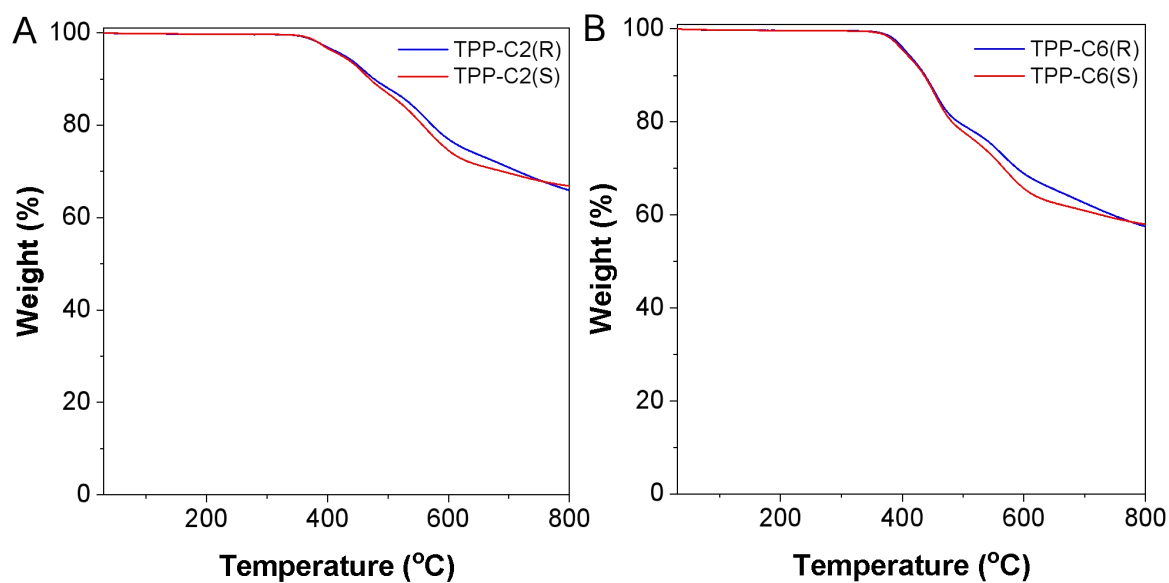 A
TPP-C2(R)
TPP-C2(S)
100
80
60
40
20
0
Weight (%)
200
400
600
800
Temperature (°C)
B
TPP-C6(R)
TPP-C6(S)
100
80
60
40
20
0
Weight (%)
200
400
600
800
Temperature (°C)